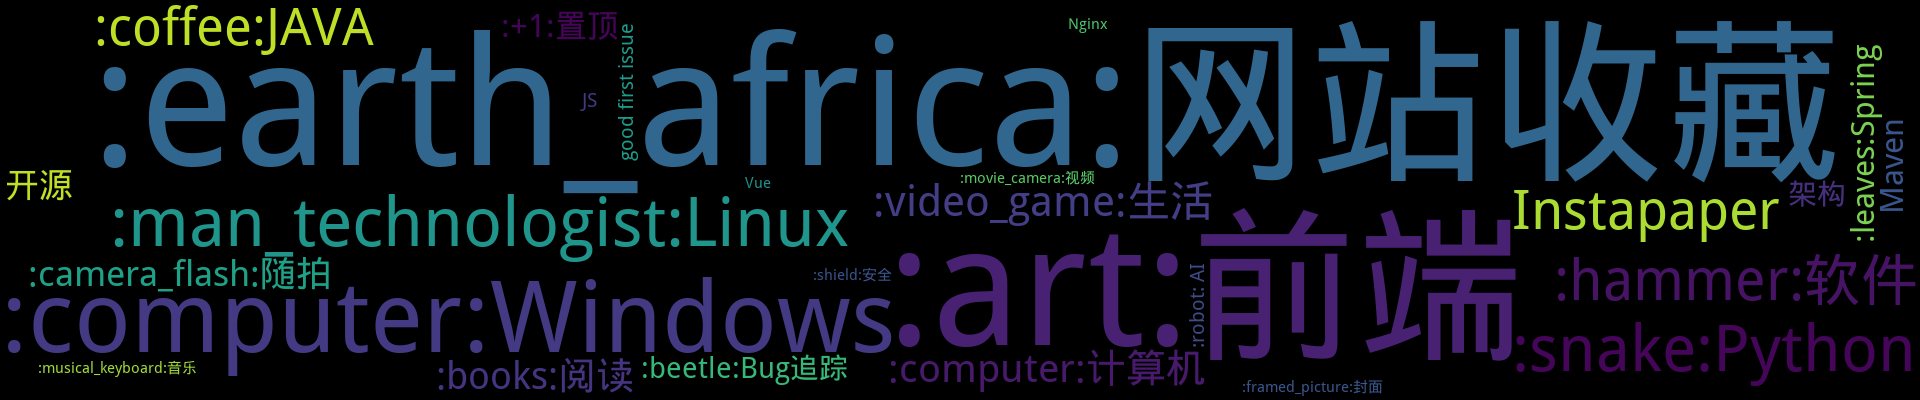 :coffee:JAVA
:+1:置顶
Nginx
:earth_africa:网站收藏
JS
good first issue
:leaves:Spring
Maven
开源
Vue
:movie_camera:视频
:man_technologist:Linux
:video_game:生活
Instapaper
架构
:camera_flash:随拍
:shield:安全
:art:前端
:robot: AI
:hammer:软件
:computer:Windows
:snake:Python
:musical_keyboard:音乐
:books:阅读
:beetle:Bug追踪
:computer:计算机
:framed_picture:封面